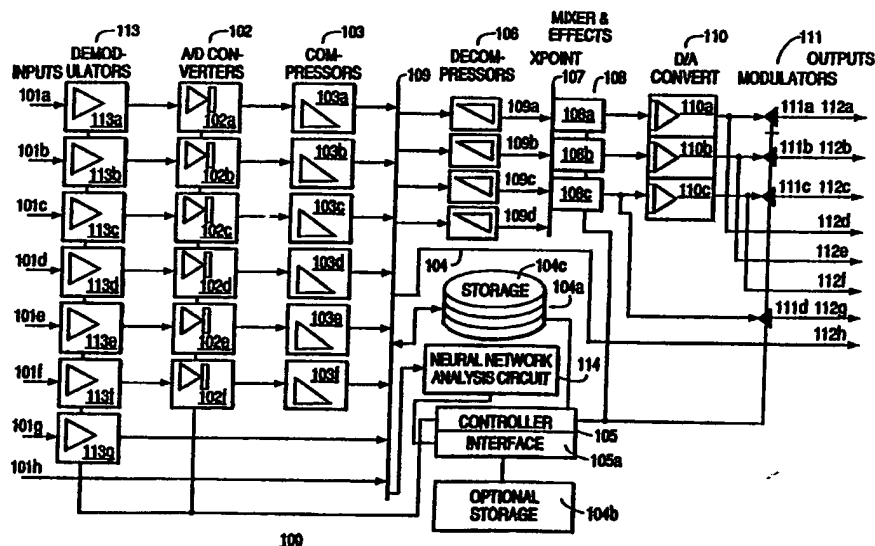 113
DEMOD-
ULATORS
102
A/D CON-
VERTERS
103
COM-
PRESSORS
106
DECOM-
PRESSORS
MIXER &
EFFECTS
XPOINT
107
108
110
D/A
CONVERT
111
MODULATORS
OUTPUTS
INPUTS
109
101a
113a
102a
103a
109a
108a
110a
111a 112a
101b
113b
102b
103b
109b
108b
110b
111b 112b
101c
113c
102c
103c
109c
108c
110c
111c 112c
109d
112d
101d
113d
102d
103d
104
104c
STORAGE
104a
112e
112f
111d 112g
112h
101e
113e
102e
103e
NEURAL NETWORK
ANALYSIS CIRCUIT
114
101f
113f
102f
103f
CONTROLLER
105
INTERFACE
105a
101g
113g
101h
OPTIONAL
STORAGE
104b
100